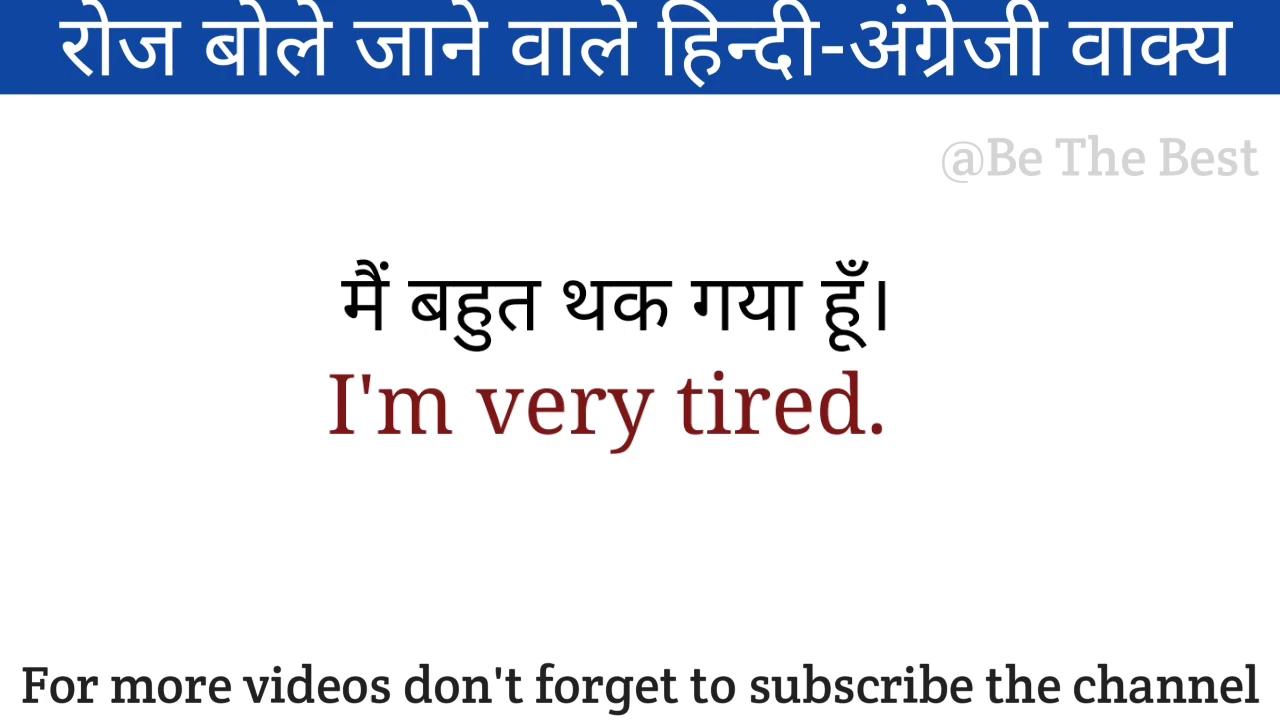 रोज बोले जाने वाले हिन्दी-अंग्रेजी वाक्य
@Be The Best
मैं बहुत थक गया हूँ।
I'm very tired.
For more videos don't forget to subscribe the channel